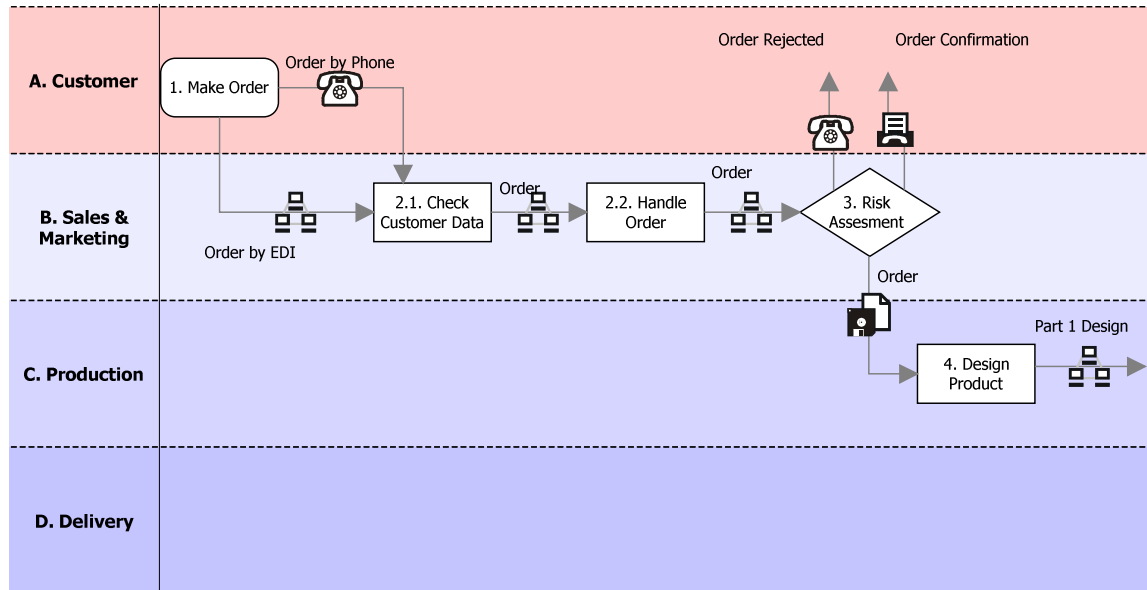 Order Rejected
Order Confirmation
A. Customer
1. Make Order
Order by Phone
B. Sales &
Marketing
Order by EDI
2.1. Check
Customer Data
Order
2.2. Handle
Order
Order
3. Risk
Assesment
Order
C. Production
4. Design
Product
Part 1 Design
D. Delivery